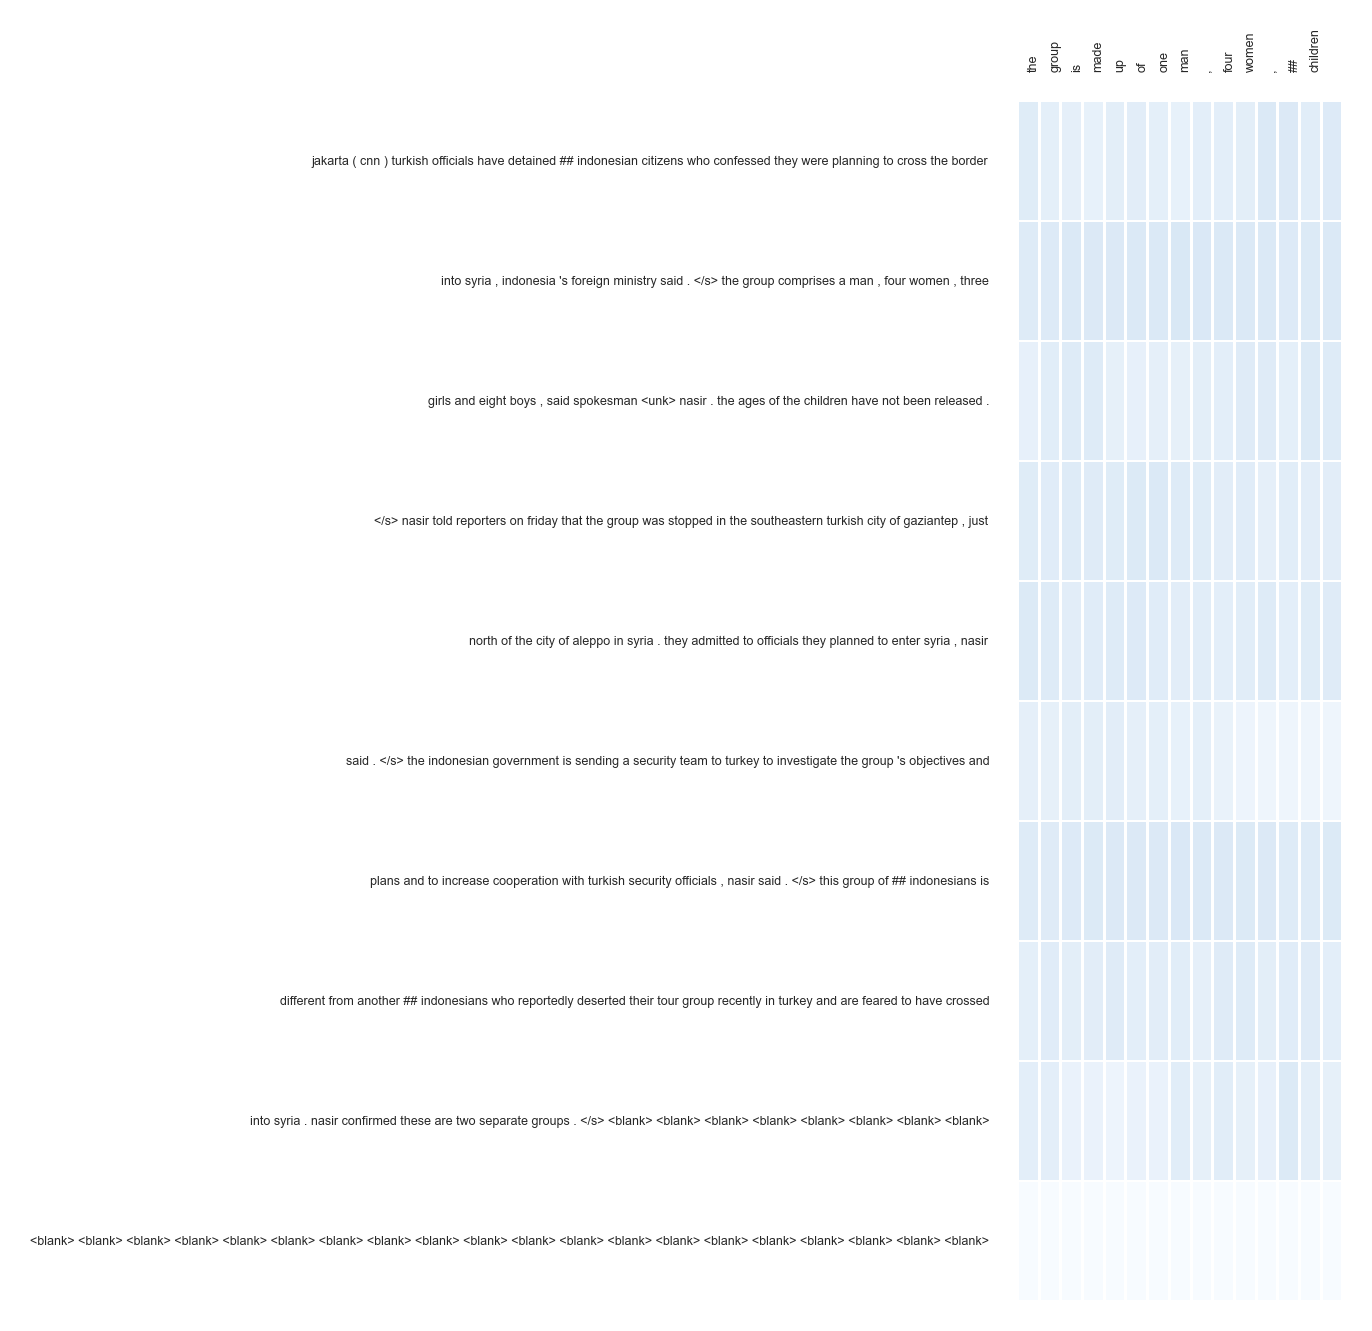 the group is made up of one man , four women , ## children
jakarta ( cnn ) turkish officials have detained ## indonesian citizens who confessed they were planning to cross the border
into syria , indonesia 's foreign ministry said . </s> the group comprises a man , four women , three
girls and eight boys , said spokesman <unk> nasir . the ages of the children have not been released .
</s> nasir told reporters on friday that the group was stopped in the southeastern turkish city of gaziantep , just
north of the city of aleppo in syria . they admitted to officials they planned to enter syria , nasir
said . </s> the indonesian government is sending a security team to turkey to investigate the group 's objectives and
plans and to increase cooperation with turkish security officials , nasir said . </s> this group of ## indonesians is
different from another ## indonesians who reportedly deserted their tour group recently in turkey and are feared to have crossed
into syria . nasir confirmed these are two separate groups . </s> <blank> <blank> <blank> <blank> <blank> <blank> <blank> <blank>
<blank> <blank> <blank> <blank> <blank> <blank> <blank> <blank> <blank> <blank> <blank> <blank> <blank> <blank> <blank> <blank> <blank> <blank> <blank> <blank>